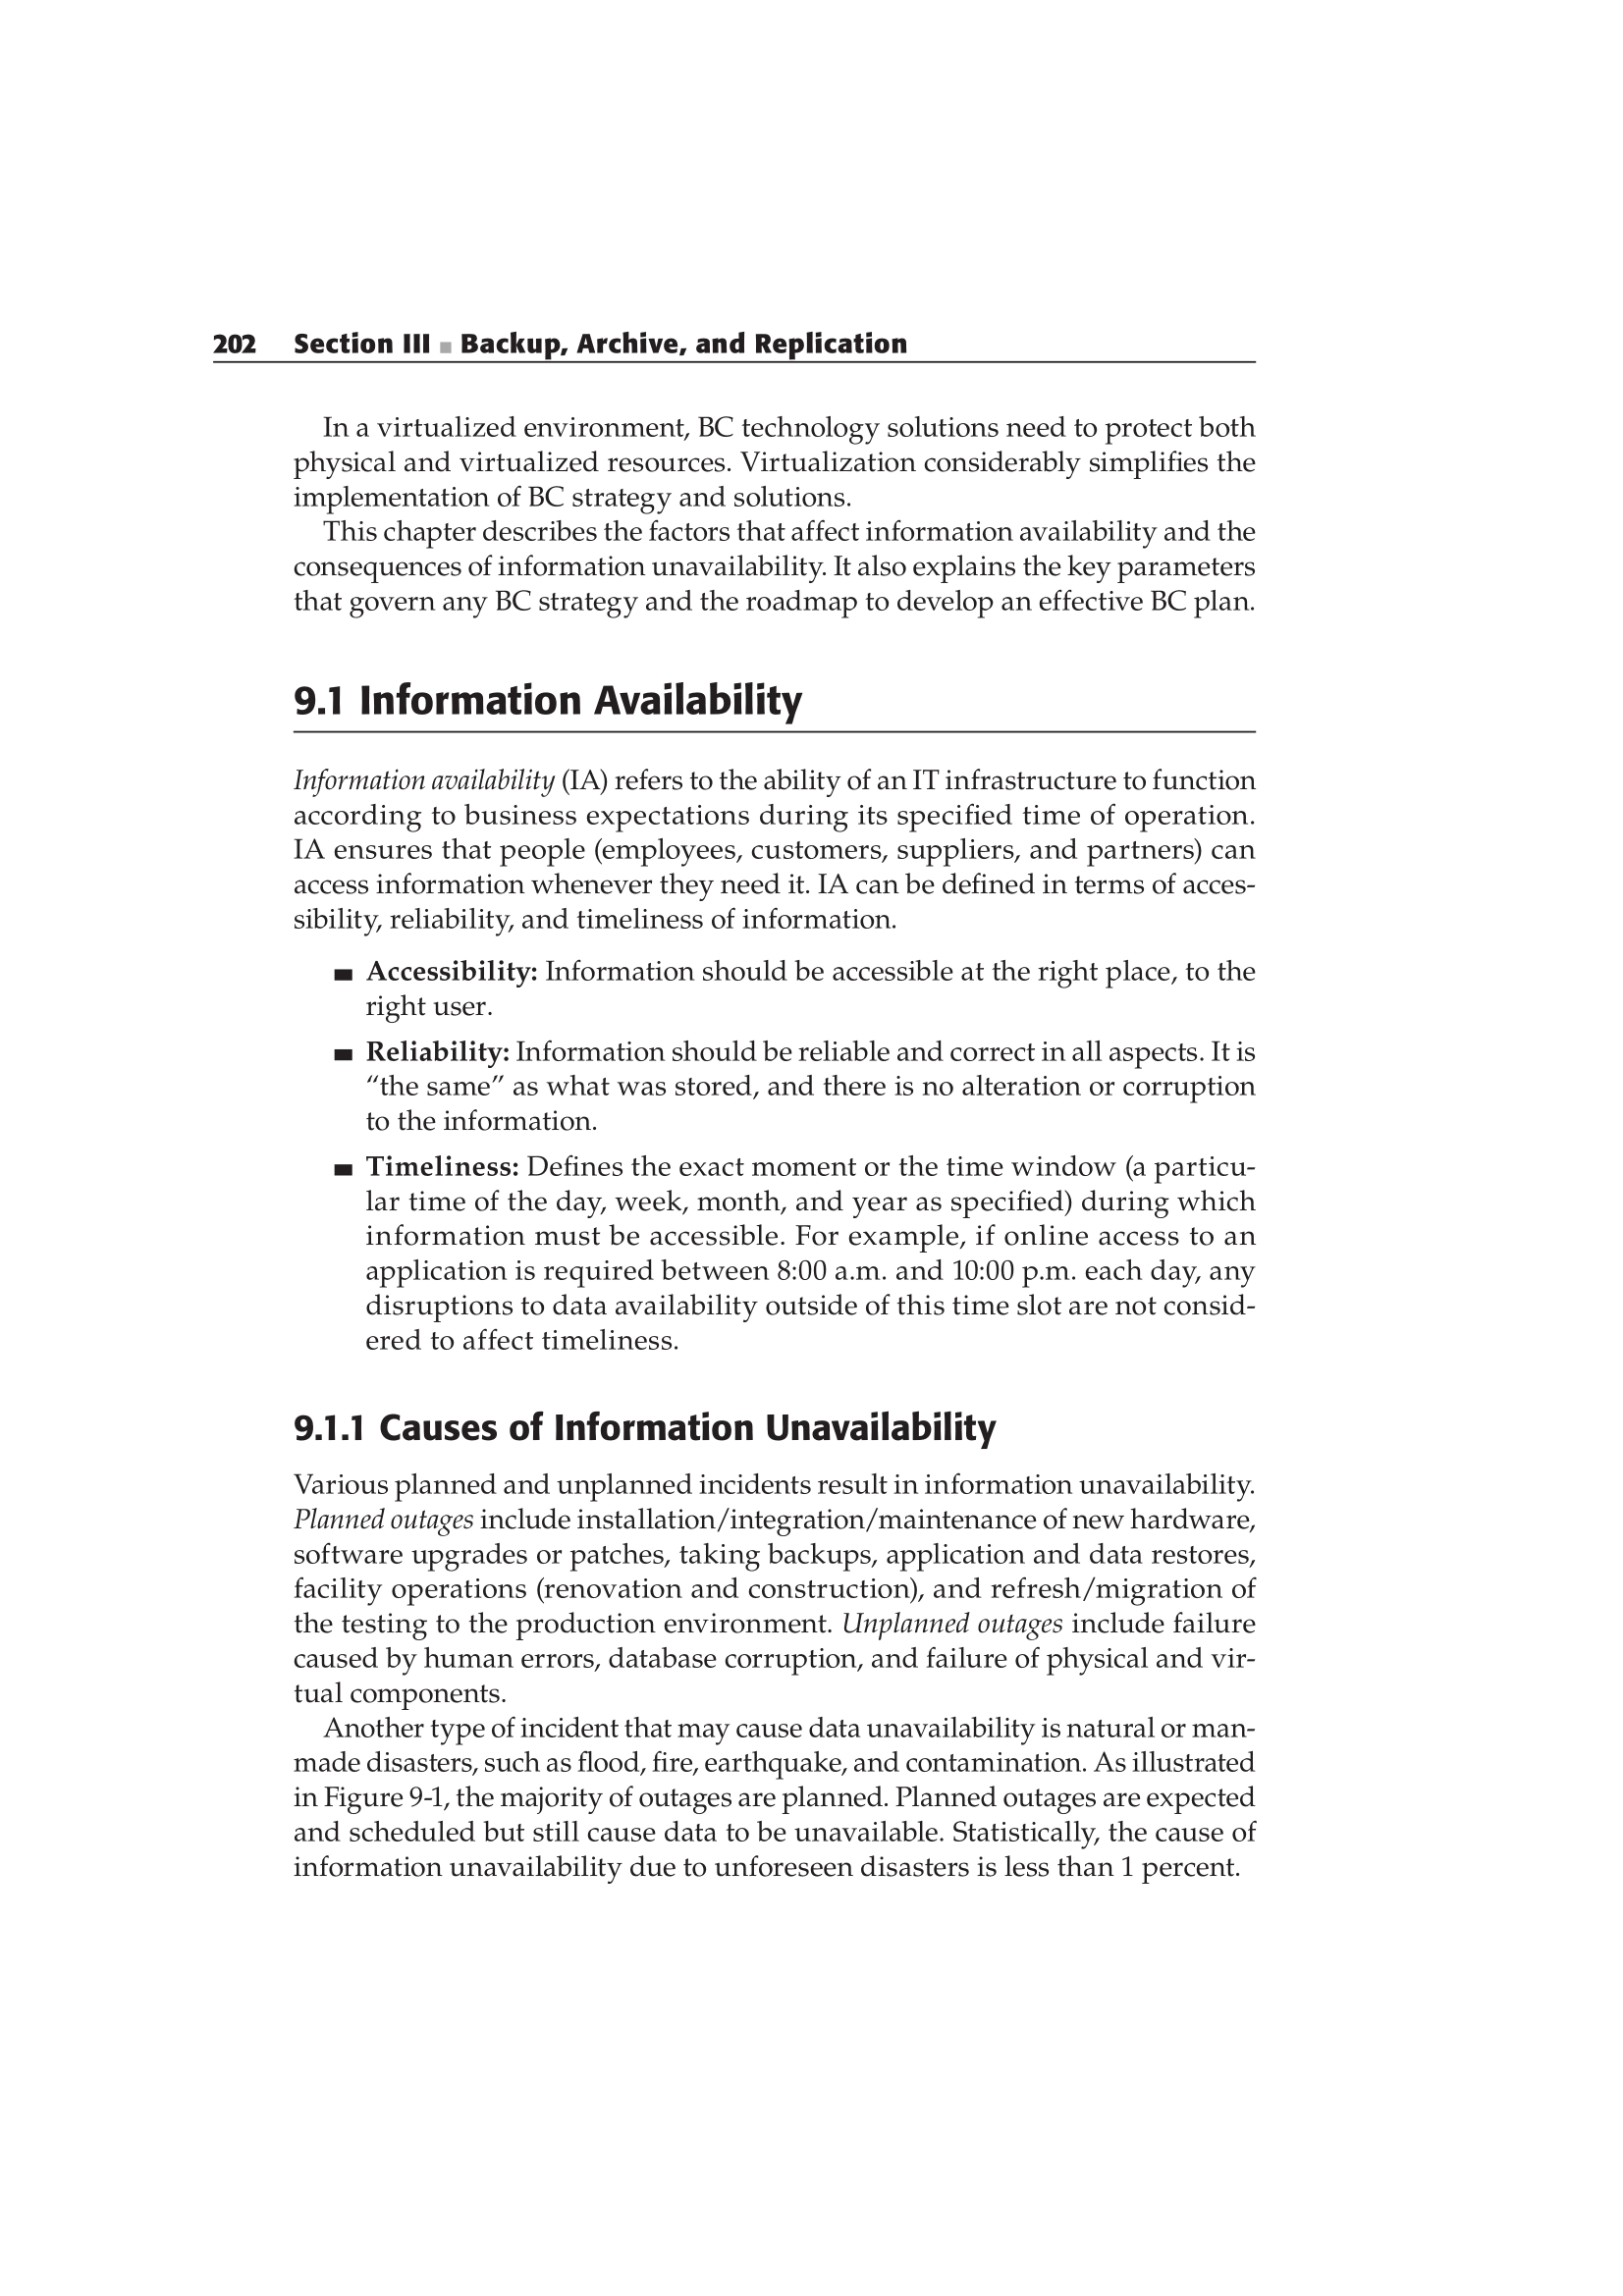 202 Section III ■ Backup, Archive, and Replication
In a virtualized environment, BC technology solutions need to protect both
physical and virtualized resources. Virtualization considerably simplifies the
implementation of BC strategy and solutions.
This chapter describes the factors that affect information availability and the
consequences of information unavailability. It also explains the key parameters
that govern any BC strategy and the roadmap to develop an effective BC plan.
9.1 Information Availability
Information availability (IA) refers to the ability of an IT infrastructure to function
according to business expectations during its specified time of operation.
IA ensures that people (employees, customers, suppliers, and partners) can
access information whenever they need it. IA can be defined in terms of acces-
sibility, reliability, and timeliness of information.
■ Accessibility: Information should be accessible at the right place, to the
right user.
■ Reliability: Information should be reliable and correct in all aspects. It is
“the same” as what was stored, and there is no alteration or corruption
to the information.
■ Timeliness: Defines the exact moment or the time window (a particu-
lar time of the day, week, month, and year as specified) during which
information must be accessible. For example, if online access to an
application is required between 8:00 a.m. and 10:00 p.m. each day, any
disruptions to data availability outside of this time slot are not consid-
ered to affect timeliness.
9.1.1 Causes of Information Unavailability
Various planned and unplanned incidents result in information unavailability.
Planned outages include installation/integration/maintenance of new hardware,
software upgrades or patches, taking backups, application and data restores,
facility operations (renovation and construction), and refresh/migration of
the testing to the production environment. Unplanned outages include failure
caused by human errors, database corruption, and failure of physical and vir-
tual components.
Another type of incident that may cause data unavailability is natural or man-
made disasters, such as flood, fire, earthquake, and contamination. As illustrated
in Figure 9-1, the majority of outages are planned. Planned outages are expected
and scheduled but still cause data to be unavailable. Statistically, the cause of
information unavailability due to unforeseen disasters is less than 1 percent.